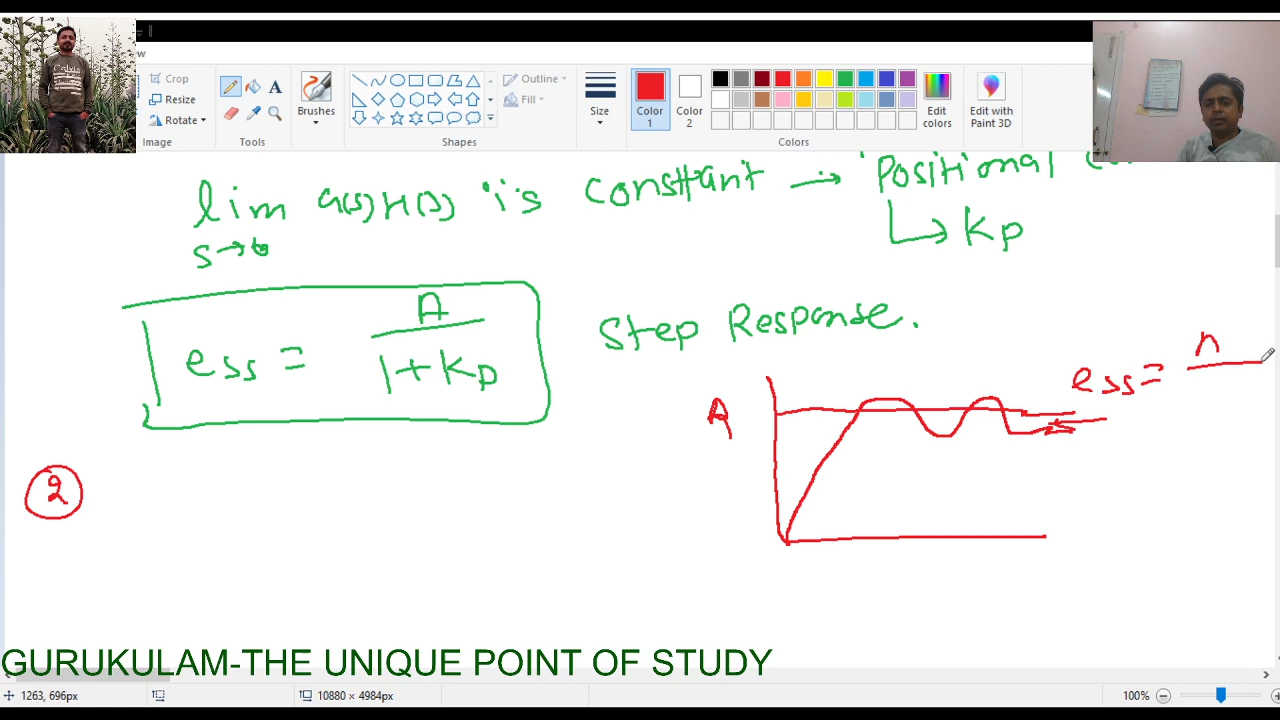 Crop
Resize
Rotate
Image
Tools
Brushes
Shapes
Outline
Fill
Size
Color 1
Color 2
Edit colors
Edit with Paint 3D
Colors
lim G(s)H(s) is constant → Positional
s→0
Kp
ess = A / 1+Kp
Step Response.
A
ess =
2
GURUKULAM-THE UNIQUE POINT OF STUDY
1263, 696px
10880 × 4984px
100%